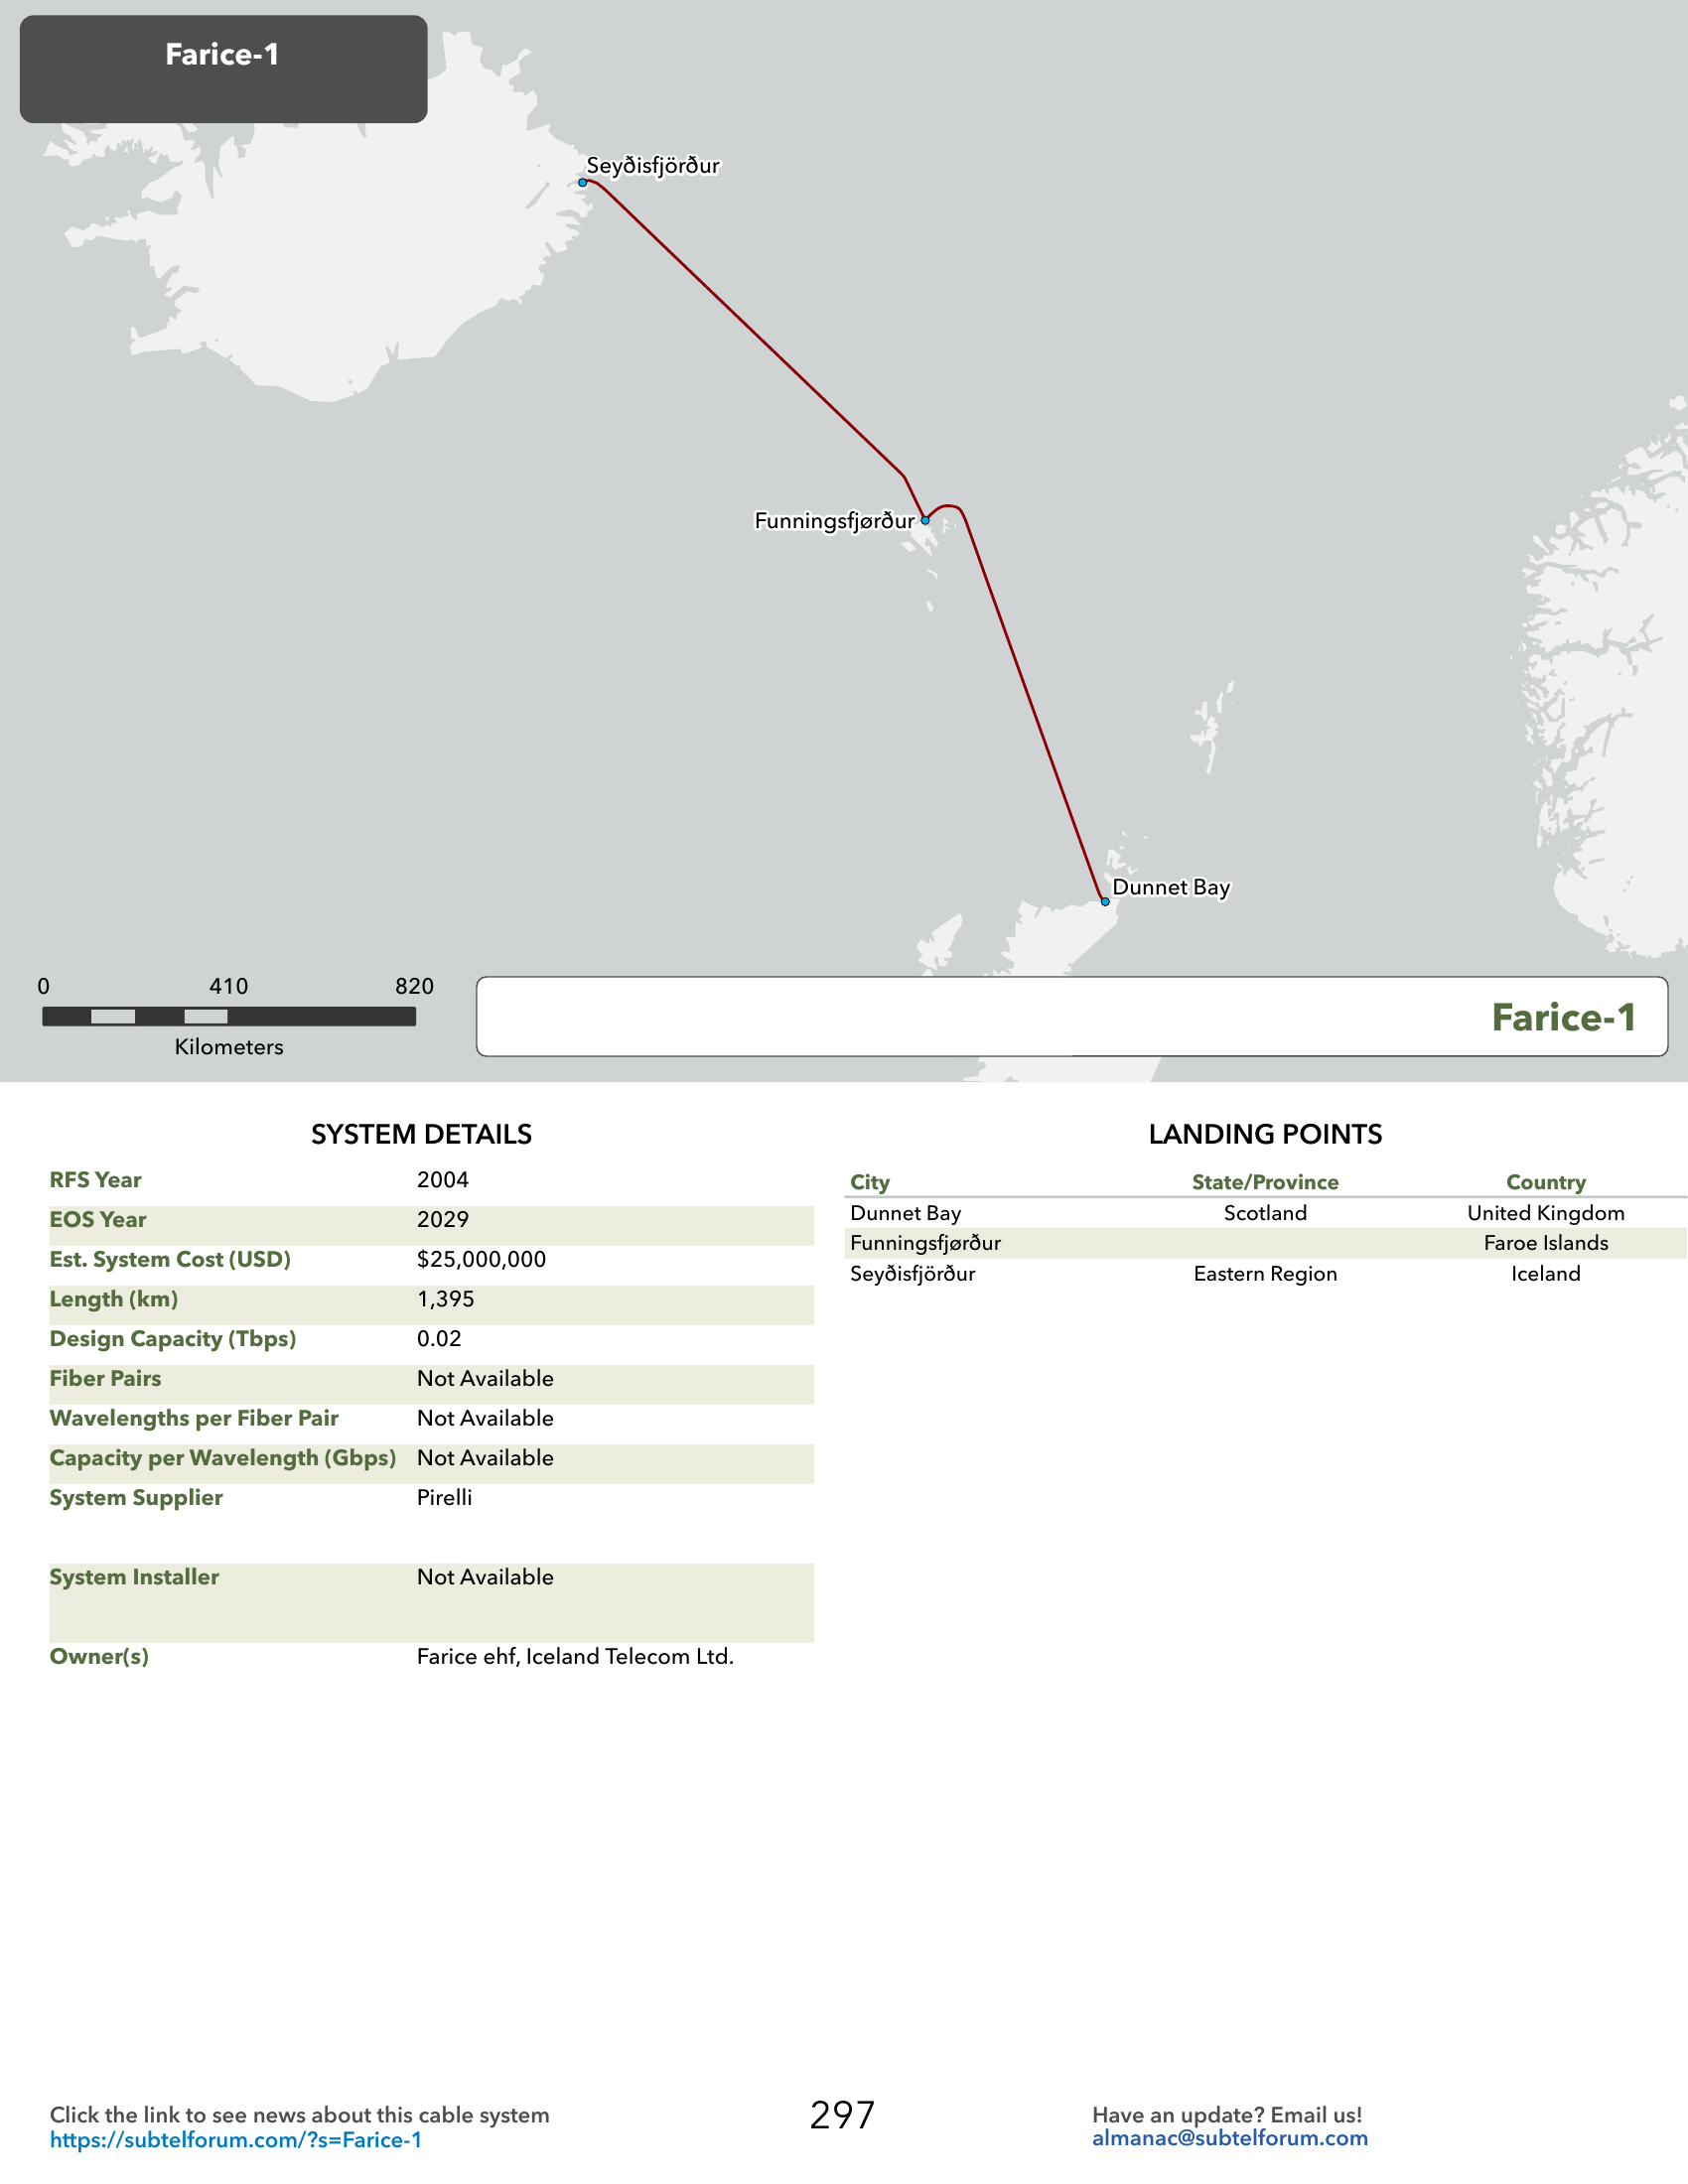 Farice-1
Seyðisfjörður
Funningsfjørður
Dunnet Bay
0 410 820
Kilometers
Farice-1
SYSTEM DETAILS
RFS Year 2004
EOS Year 2029
Est. System Cost (USD) $25,000,000
Length (km) 1,395
Design Capacity (Tbps) 0.02
Fiber Pairs Not Available
Wavelengths per Fiber Pair Not Available
Capacity per Wavelength (Gbps) Not Available
System Supplier Pirelli
System Installer Not Available
Owner(s) Farice ehf, Iceland Telecom Ltd.
LANDING POINTS
City State/Province Country
Dunnet Bay Scotland United Kingdom
Funningsfjørður Faroe Islands
Seyðisfjörður Eastern Region Iceland
Click the link to see news about this cable system
https://subtelforum.com/?s=Farice-1
297
Have an update? Email us!
almanac@subtelforum.com